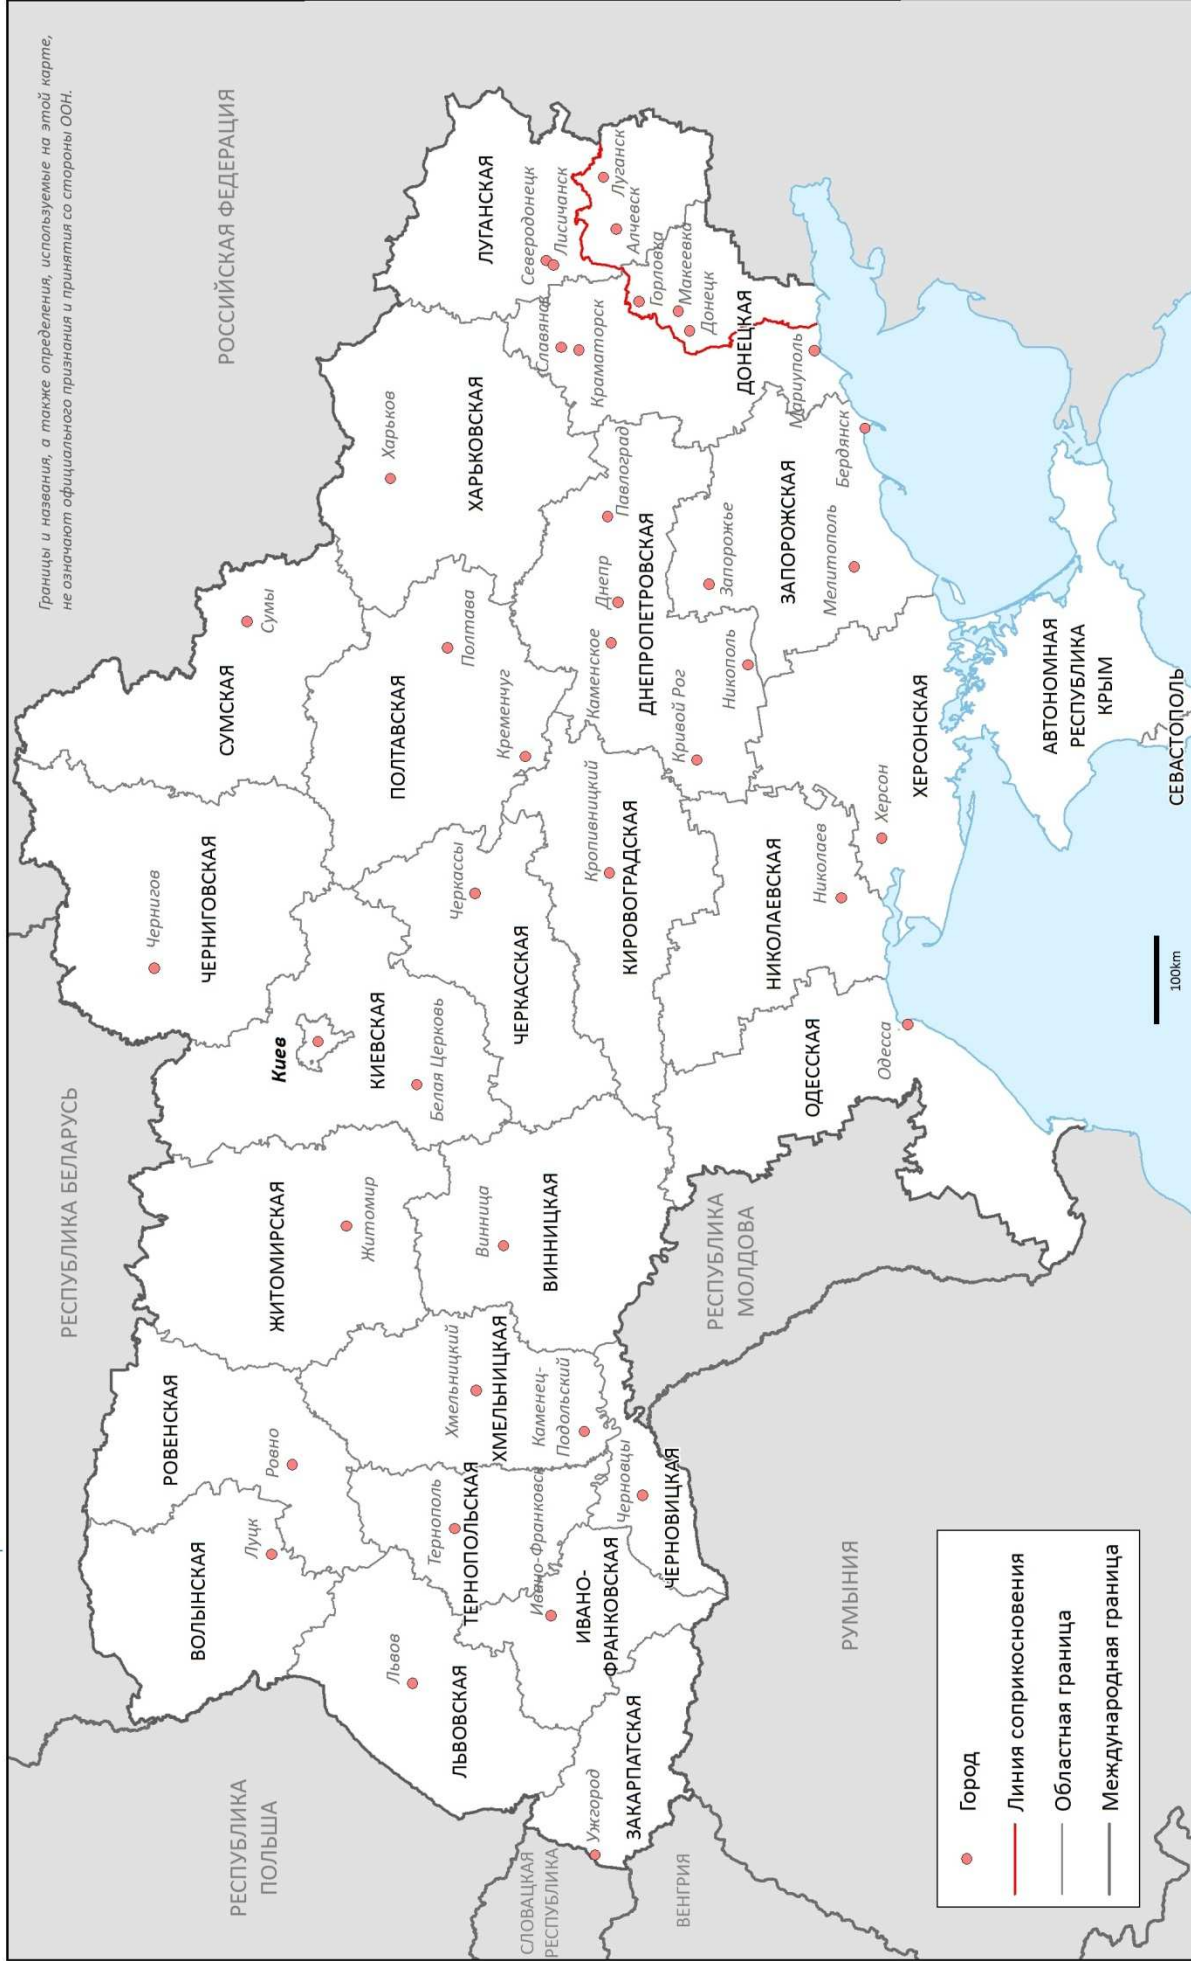 Границы и названия, а также определения, используемые на этой карте,
не означают официального признания и принятия со стороны ООН.
РОССИЙСКАЯ ФЕДЕРАЦИЯ
РЕСПУБЛИКА БЕЛАРУСЬ
РЕСПУБЛИКА
ПОЛЬША
СЛОВАЦКАЯ
РЕСПУБЛИКА
ВЕНГРИЯ
РУМЫНИЯ
РЕСПУБЛИКА
МОЛДОВА
ВОЛЫНСКАЯ
Луцк
РОВЕНСКАЯ
Ровно
ЖИТОМИРСКАЯ
Житомир
Киев
КИЕВСКАЯ
Белая Церковь
ЧЕРНИГОВСКАЯ
Чернигов
СУМСКАЯ
Сумы
ЛЬВОВСКАЯ
Львов
Тернополь
ТЕРНОПОЛЬСКАЯ
Хмельницкий
ХМЕЛЬНИЦКАЯ
Каменец-
Подольский
Винница
ВИННИЦКАЯ
Черкассы
ЧЕРКАССКАЯ
ПОЛТАВСКАЯ
Полтава
Кременчуг
Харьков
ХАРЬКОВСКАЯ
ЛУГАНСКАЯ
Северодонецк
Лисичанск
Луганск
Алчевск
Славянск
Краматорск
Горловка
Макеевка
Донецк
ДОНЕЦКАЯ
Мариуполь
Ужгород
ЗАКАРПАТСКАЯ
Ивано-Франковск
ИВАНО-
ФРАНКОВСКАЯ
Черновцы
ЧЕРНОВИЦКАЯ
Кропивницкий
КИРОВОГРАДСКАЯ
Каменское
Днепр
Павлоград
ДНЕПРОПЕТРОВСКАЯ
Кривой Рог
Никополь
Запорожье
ЗАПОРОЖСКАЯ
Мелитополь
Бердянск
ОДЕССКАЯ
Одесса
НИКОЛАЕВСКАЯ
Николаев
Херсон
ХЕРСОНСКАЯ
АВТОНОМНАЯ
РЕСПУБЛИКА
КРЫМ
СЕВАСТОПОЛЬ
Город
Линия соприкосновения
Областная граница
Международная граница
100km